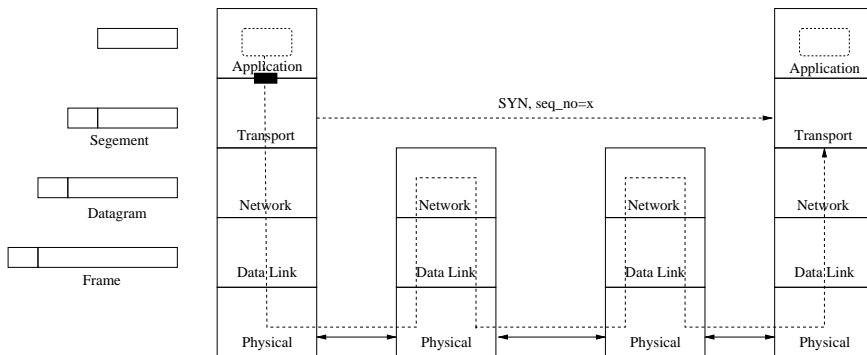 Application
Application
SYN, seq_no=x
Segement
Transport
Transport
Datagram
Network
Network
Network
Network
Frame
Data Link
Data Link
Data Link
Data Link
Physical
Physical
Physical
Physical